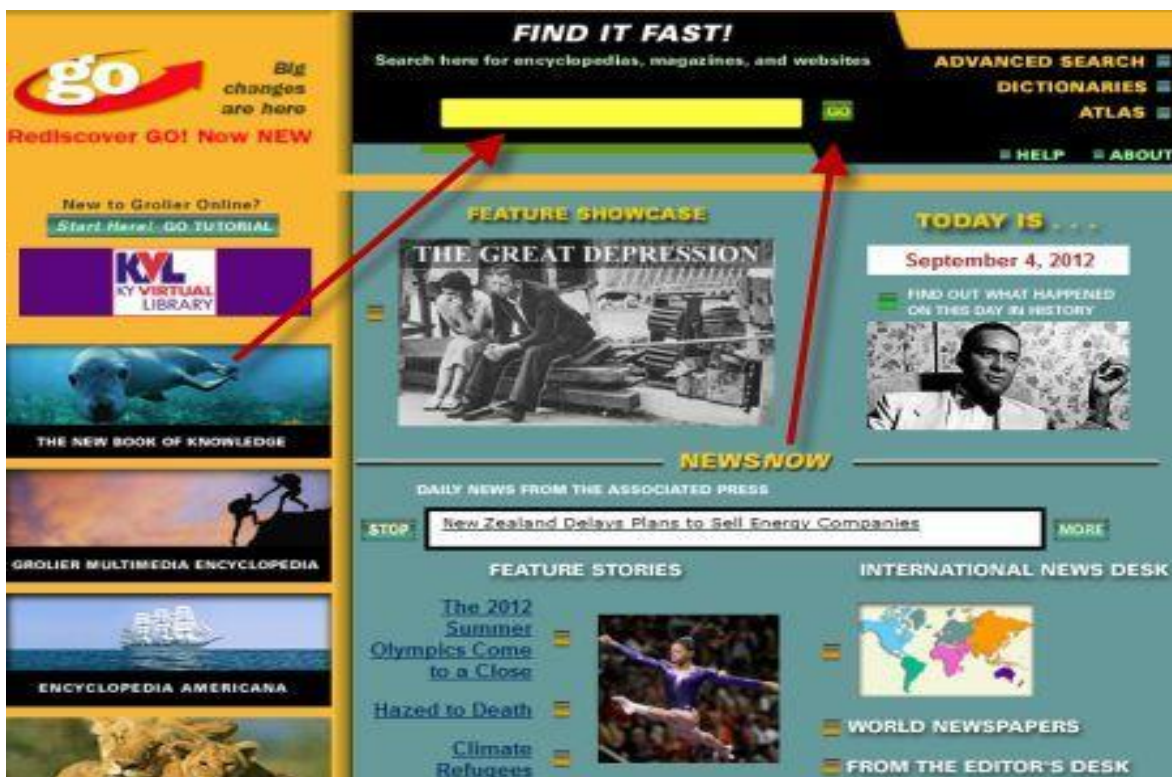 go
Big
changes
are here
Rediscover GO! Now NEW
FIND IT FAST!
Search here for encyclopedias, magazines, and websites
GO
ADVANCED SEARCH
DICTIONARIES
ATLAS
HELP
ABOUT
New to Grolier Online?
Start Here! GO TUTORIAL
KVL
KY VIRTUAL
LIBRARY
THE NEW BOOK OF KNOWLEDGE
GROLIER MULTIMEDIA ENCYCLOPEDIA
ENCYCLOPEDIA AMERICANA
FEATURE SHOWCASE
THE GREAT DEPRESSION
TODAY IS . . .
September 4, 2012
FIND OUT WHAT HAPPENED
ON THIS DAY IN HISTORY
NEWSNOW
DAILY NEWS FROM THE ASSOCIATED PRESS
STOP
New Zealand Delays Plans to Sell Energy Companies
MORE
FEATURE STORIES
The 2012
Summer
Olympics Come
to a Close
Hazed to Death
Climate
Refugees
INTERNATIONAL NEWS DESK
WORLD NEWSPAPERS
FROM THE EDITOR'S DESK